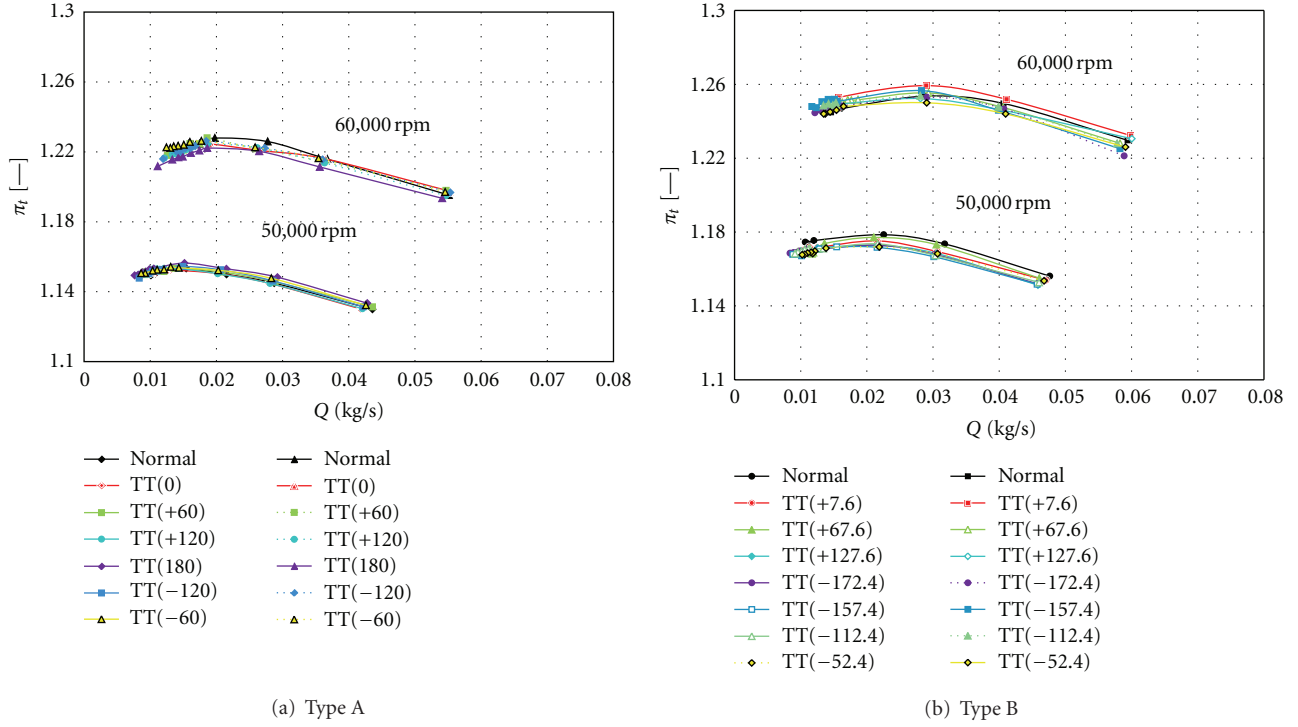 1.3
1.26
1.22
1.18
1.14
1.1
π_t [—]
60,000 rpm
50,000 rpm
0 0.01 0.02 0.03 0.04 0.05 0.06 0.07 0.08
Q (kg/s)
Normal Normal
TT(0) TT(0)
TT(+60) TT(+60)
TT(+120) TT(+120)
TT(180) TT(180)
TT(−120) TT(−120)
TT(−60) TT(−60)
(a) Type A
1.3
1.26
1.22
1.18
1.14
1.1
π_t [—]
60,000 rpm
50,000 rpm
0 0.01 0.02 0.03 0.04 0.05 0.06 0.07 0.08
Q (kg/s)
Normal Normal
TT(+7.6) TT(+7.6)
TT(+67.6) TT(+67.6)
TT(+127.6) TT(+127.6)
TT(−172.4) TT(−172.4)
TT(−157.4) TT(−157.4)
TT(−112.4) TT(−112.4)
TT(−52.4) TT(−52.4)
(b) Type B